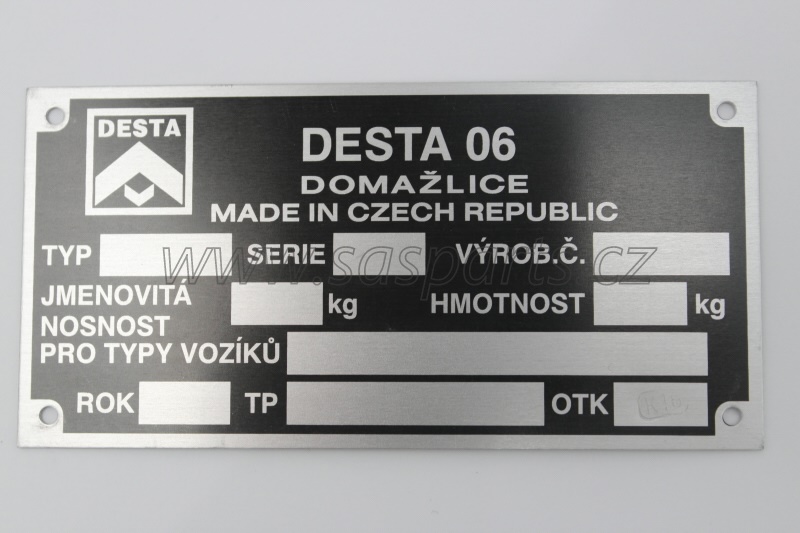 DESTA
DESTA 06
DOMAŽLICE
MADE IN CZECH REPUBLIC
TYP SERIE VÝROB.Č.
www.sasparts.cz
JMENOVITÁ kg HMOTNOST kg
NOSNOST
PRO TYPY VOZÍKŮ
ROK TP OTK